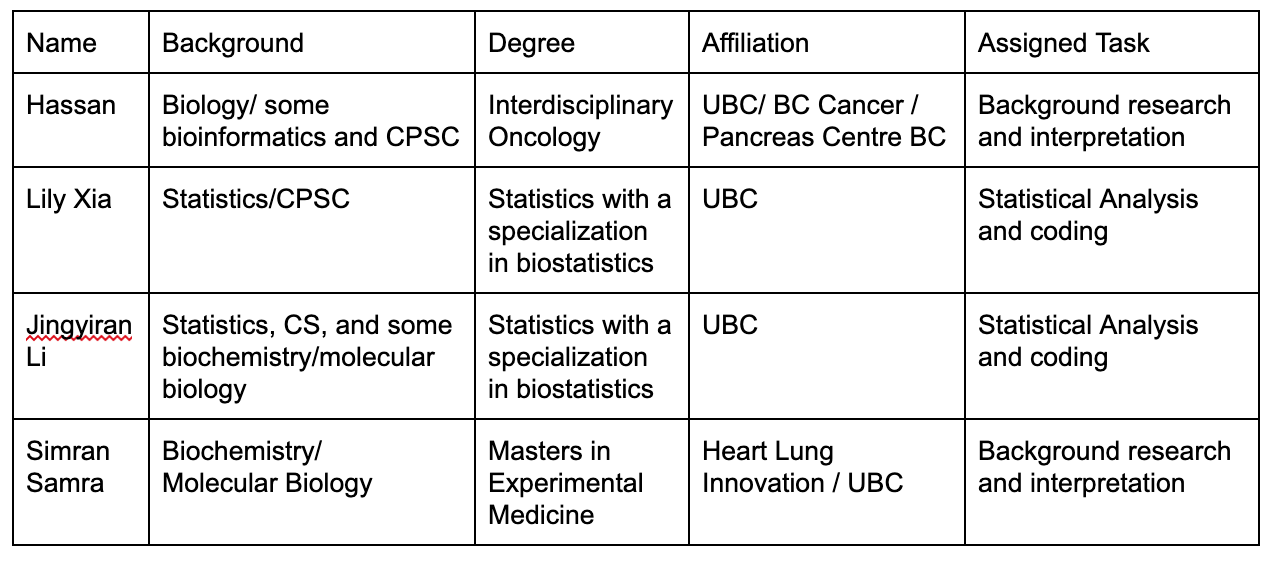 Name Background Degree Affiliation Assigned Task
Hassan
Biology/ some
bioinformatics and CPSC
Interdisciplinary
Oncology
UBC/ BC Cancer /
Pancreas Centre BC
Background research
and interpretation
Lily Xia
Statistics/CPSC
Statistics with a
specialization
in biostatistics
UBC
Statistical Analysis
and coding
Jingyiran
Li
Statistics, CS, and some
biochemistry/molecular
biology
Statistics with a
specialization
in biostatistics
UBC
Statistical Analysis
and coding
Simran
Samra
Biochemistry/
Molecular Biology
Masters in
Experimental
Medicine
Heart Lung
Innovation / UBC
Background research
and interpretation